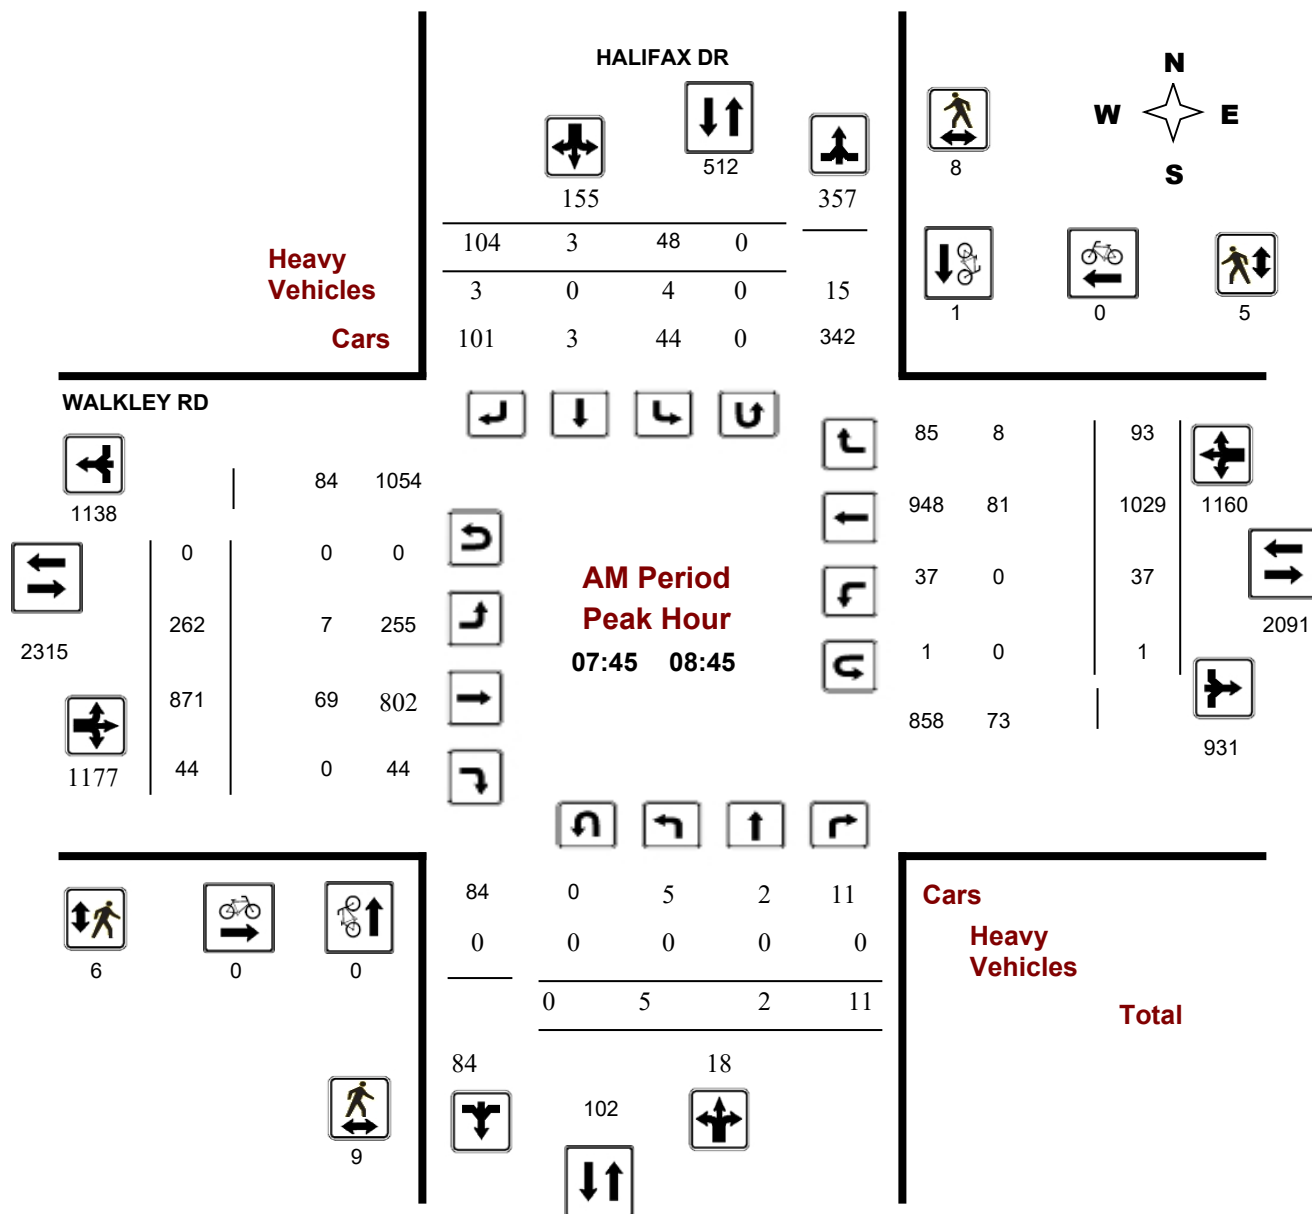 HALIFAX DR
N
W E
S
512
8
155
357
104 3 48 0
Heavy
Vehicles
3 0 4 0 15
1 0 5
Cars
101 3 44 0 342
WALKLEY RD
85 8 93
84 1054
1138
948 81 1029 1160
0 0 0
AM Period
37 0 37
Peak Hour
262 7 255
2315
2091
07:45 08:45
1 0 1
871 69 802
858 73
931
1177
44 0 44
84 0 5 2 11
Cars
0 0 0 0 0
Heavy
Vehicles
6 0 0
0 5 2 11
Total
84 18
102
9